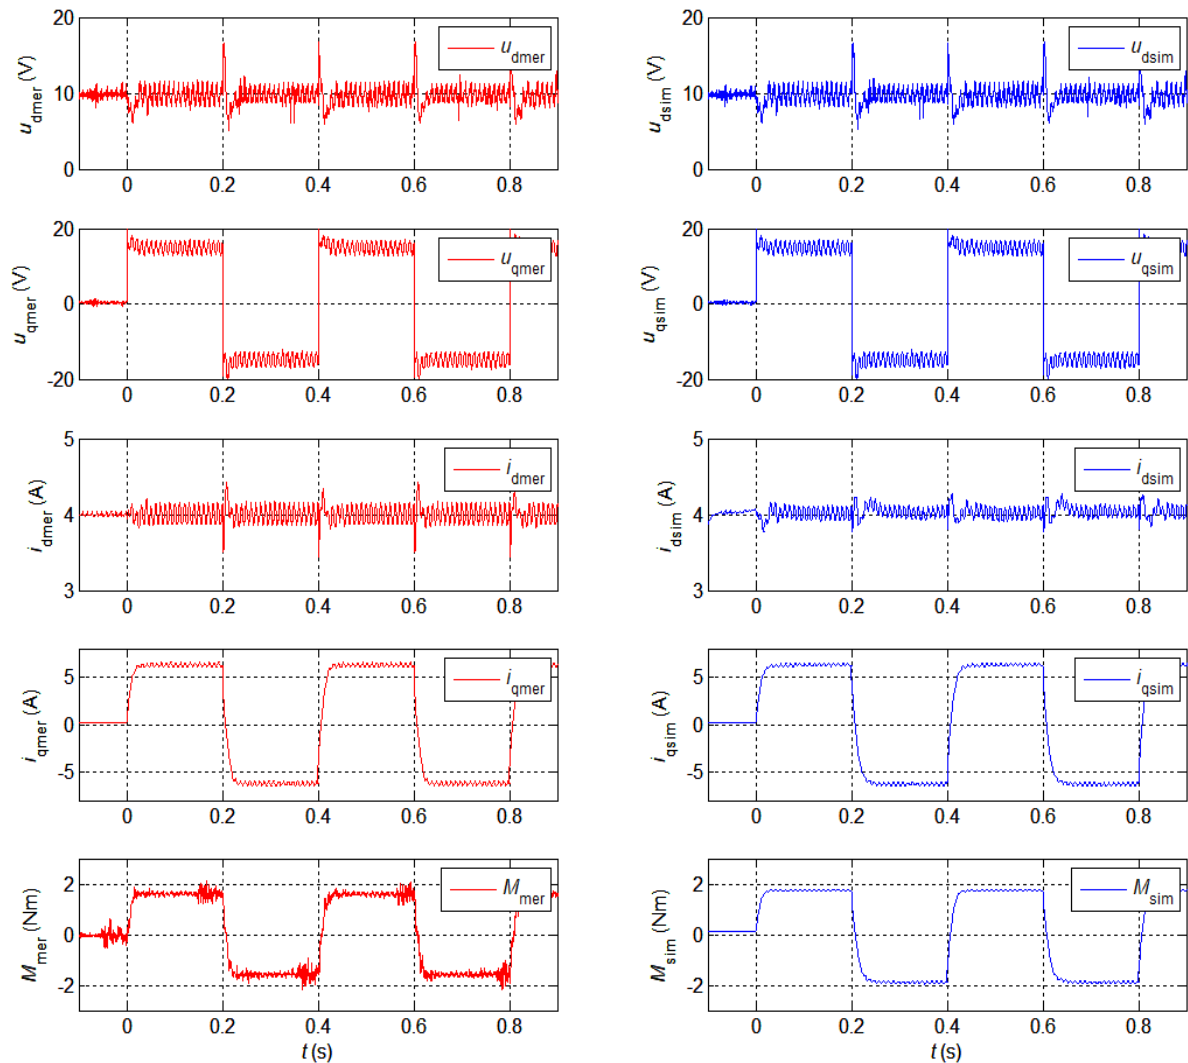 20
10
0
u_dmer (V)
u_dmer
0 0.2 0.4 0.6 0.8
20
10
0
u_dsim (V)
u_dsim
0 0.2 0.4 0.6 0.8
20
0
-20
u_qmer (V)
u_qmer
0 0.2 0.4 0.6 0.8
20
0
-20
u_qsim (V)
u_qsim
0 0.2 0.4 0.6 0.8
5
4
3
i_dmer (A)
i_dmer
0 0.2 0.4 0.6 0.8
5
4
3
i_dsim (A)
i_dsim
0 0.2 0.4 0.6 0.8
5
0
-5
i_qmer (A)
i_qmer
0 0.2 0.4 0.6 0.8
5
0
-5
i_qsim (A)
i_qsim
0 0.2 0.4 0.6 0.8
2
0
-2
M_mer (Nm)
M_mer
0 0.2 0.4 0.6 0.8
t (s)
2
0
-2
M_sim (Nm)
M_sim
0 0.2 0.4 0.6 0.8
t (s)